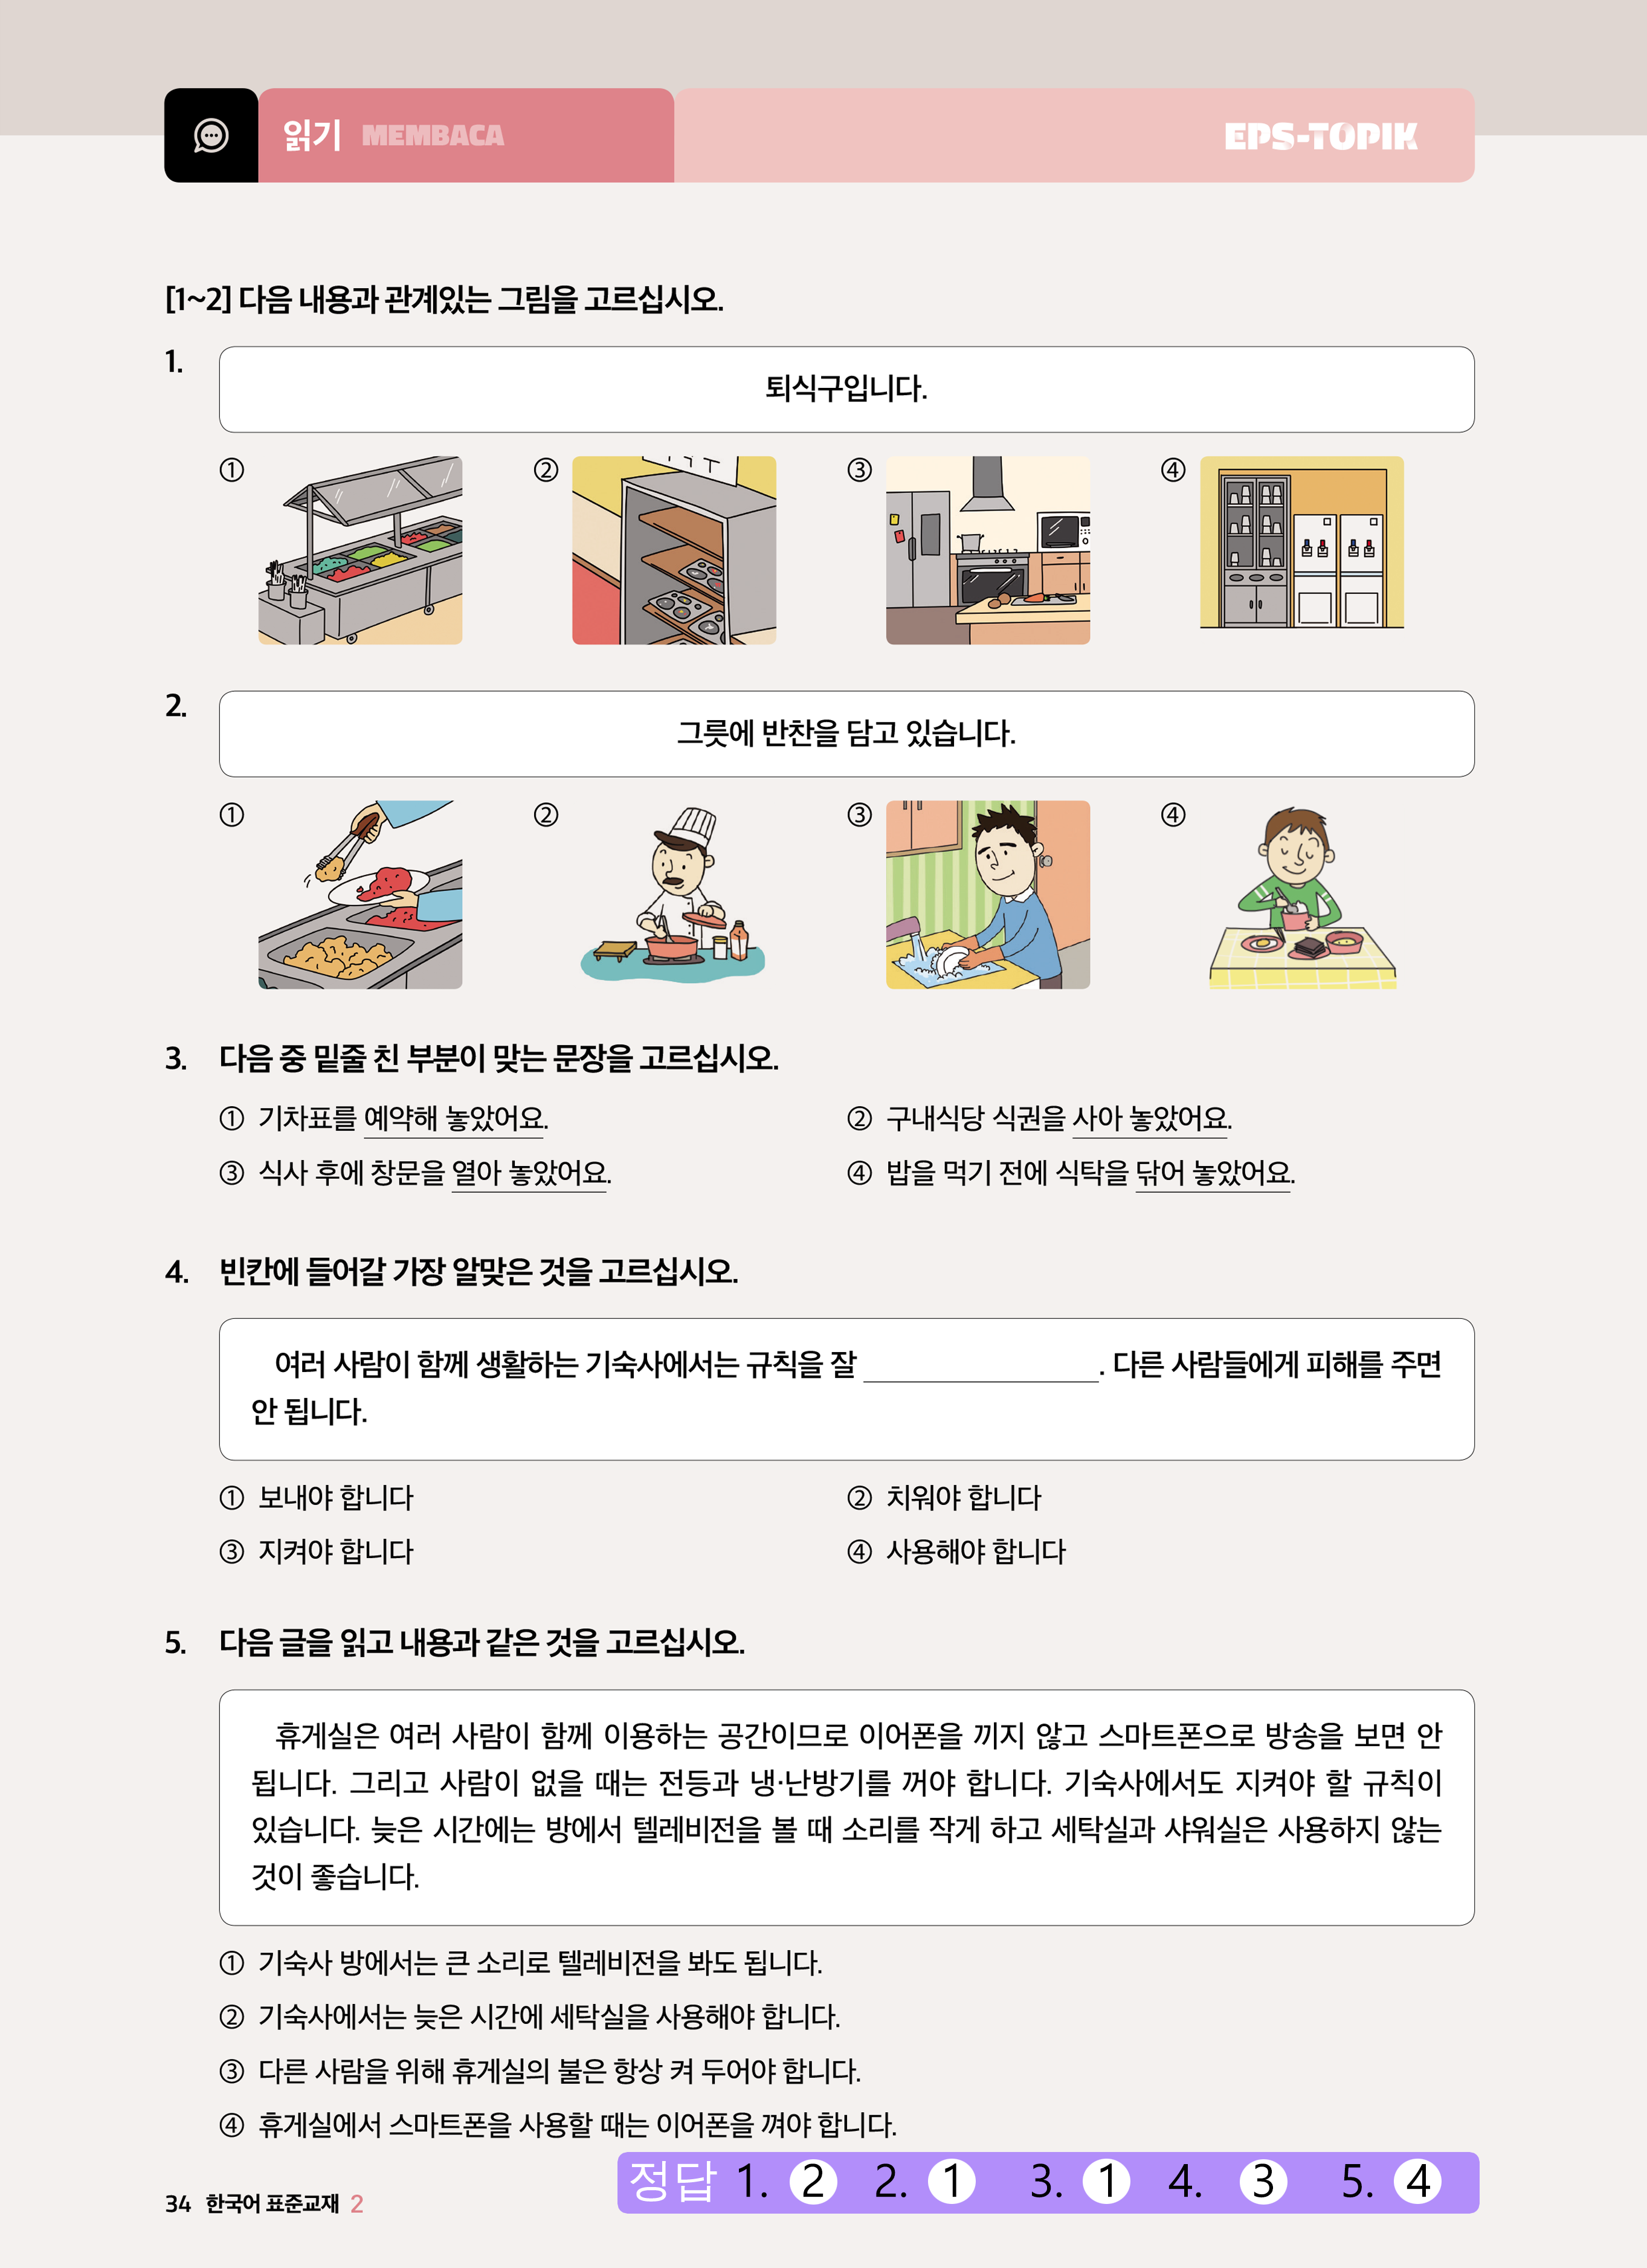 읽기 MEMBACA
EPS-TOPIK
[1~2] 다음 내용과 관계있는 그림을 고르십시오.
1.
퇴식구입니다.
① ② ③ ④
2.
그릇에 반찬을 담고 있습니다.
① ② ③ ④
3. 다음 중 밑줄 친 부분이 맞는 문장을 고르십시오.
① 기차표를 예약해 놓았어요. ② 구내식당 식권을 사아 놓았어요.
③ 식사 후에 창문을 열아 놓았어요. ④ 밥을 먹기 전에 식탁을 닦어 놓았어요.
4. 빈칸에 들어갈 가장 알맞은 것을 고르십시오.
여러 사람이 함께 생활하는 기숙사에서는 규칙을 잘 ____________. 다른 사람들에게 피해를 주면
안 됩니다.
① 보내야 합니다 ② 치워야 합니다
③ 지켜야 합니다 ④ 사용해야 합니다
5. 다음 글을 읽고 내용과 같은 것을 고르십시오.
휴게실은 여러 사람이 함께 이용하는 공간이므로 이어폰을 끼지 않고 스마트폰으로 방송을 보면 안
됩니다. 그리고 사람이 없을 때는 전등과 냉·난방기를 꺼야 합니다. 기숙사에서도 지켜야 할 규칙이
있습니다. 늦은 시간에는 방에서 텔레비전을 볼 때 소리를 작게 하고 세탁실과 샤워실은 사용하지 않는
것이 좋습니다.
① 기숙사 방에서는 큰 소리로 텔레비전을 봐도 됩니다.
② 기숙사에서는 늦은 시간에 세탁실을 사용해야 합니다.
③ 다른 사람을 위해 휴게실의 불은 항상 켜 두어야 합니다.
④ 휴게실에서 스마트폰을 사용할 때는 이어폰을 껴야 합니다.
정답 1. 2 2. 1 3. 1 4. 3 5. 4
34 한국어 표준교재 2